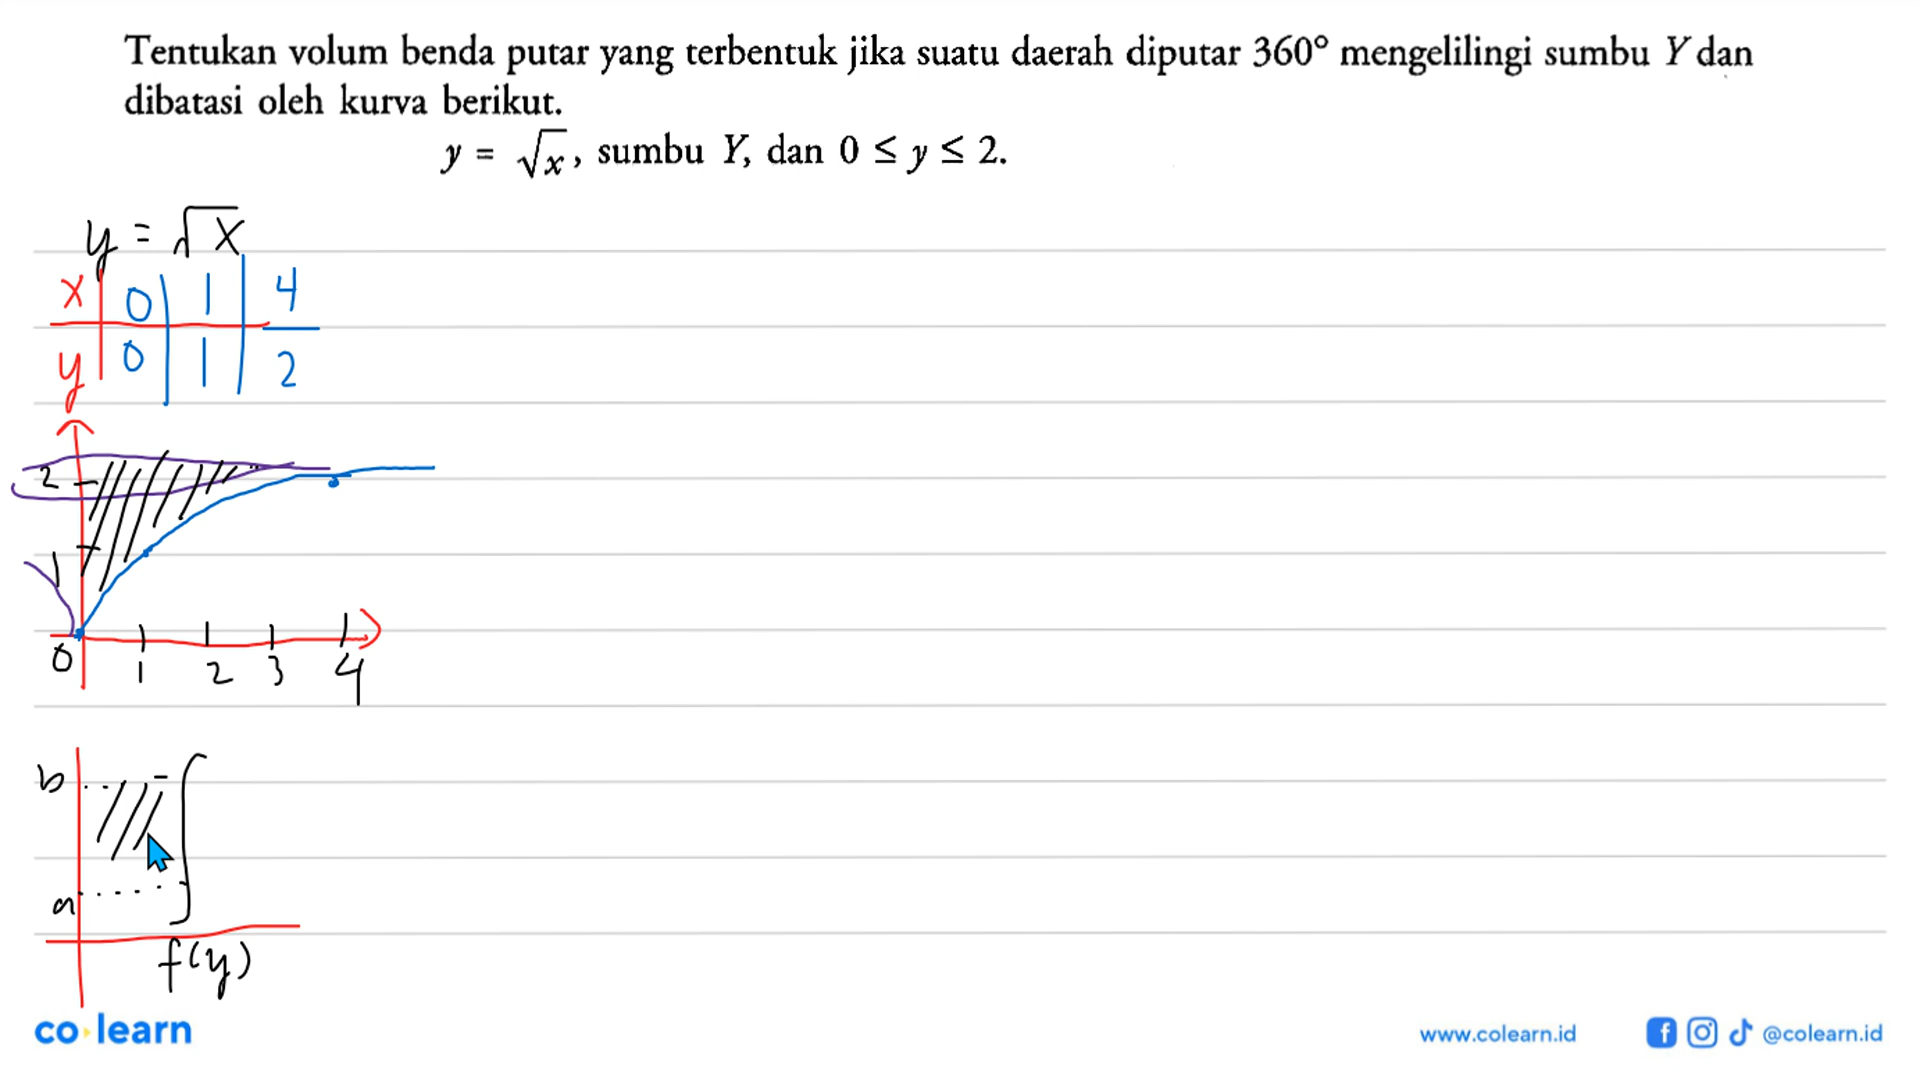 Tentukan volum benda putar yang terbentuk jika suatu daerah diputar 360° mengelilingi sumbu Y dan
dibatasi oleh kurva berikut.
y = √x, sumbu Y, dan 0 ≤ y ≤ 2.
y = √x
x 0 1 4
y 0 1 2
2
1
0 1 2 3 4
b
a
f(y)
co learn
www.colearn.id @colearn.id